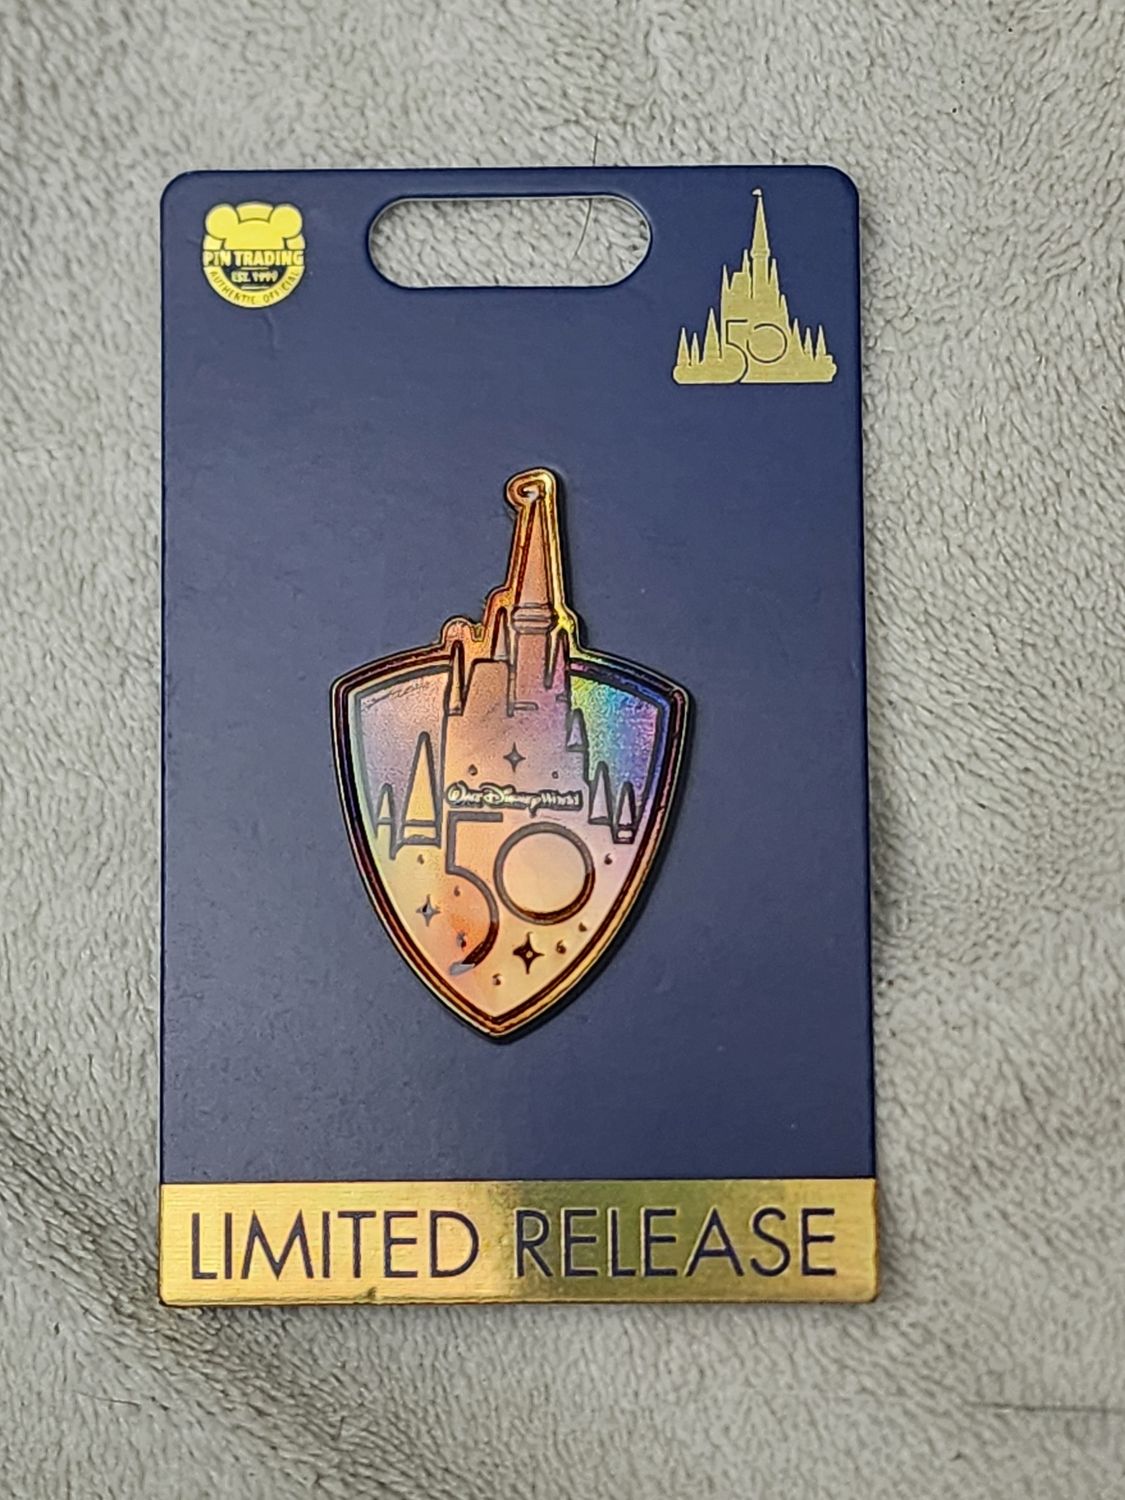 PIN TRADING
EST. 1999
AUTHENTIC. OFFICIAL
50
Walt Disney World
50
LIMITED RELEASE